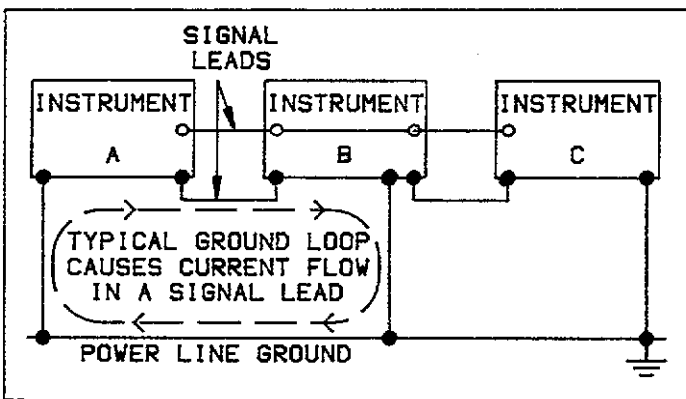 SIGNAL
LEADS
INSTRUMENT
A
INSTRUMENT
B
INSTRUMENT
C
TYPICAL GROUND LOOP
CAUSES CURRENT FLOW
IN A SIGNAL LEAD
POWER LINE GROUND